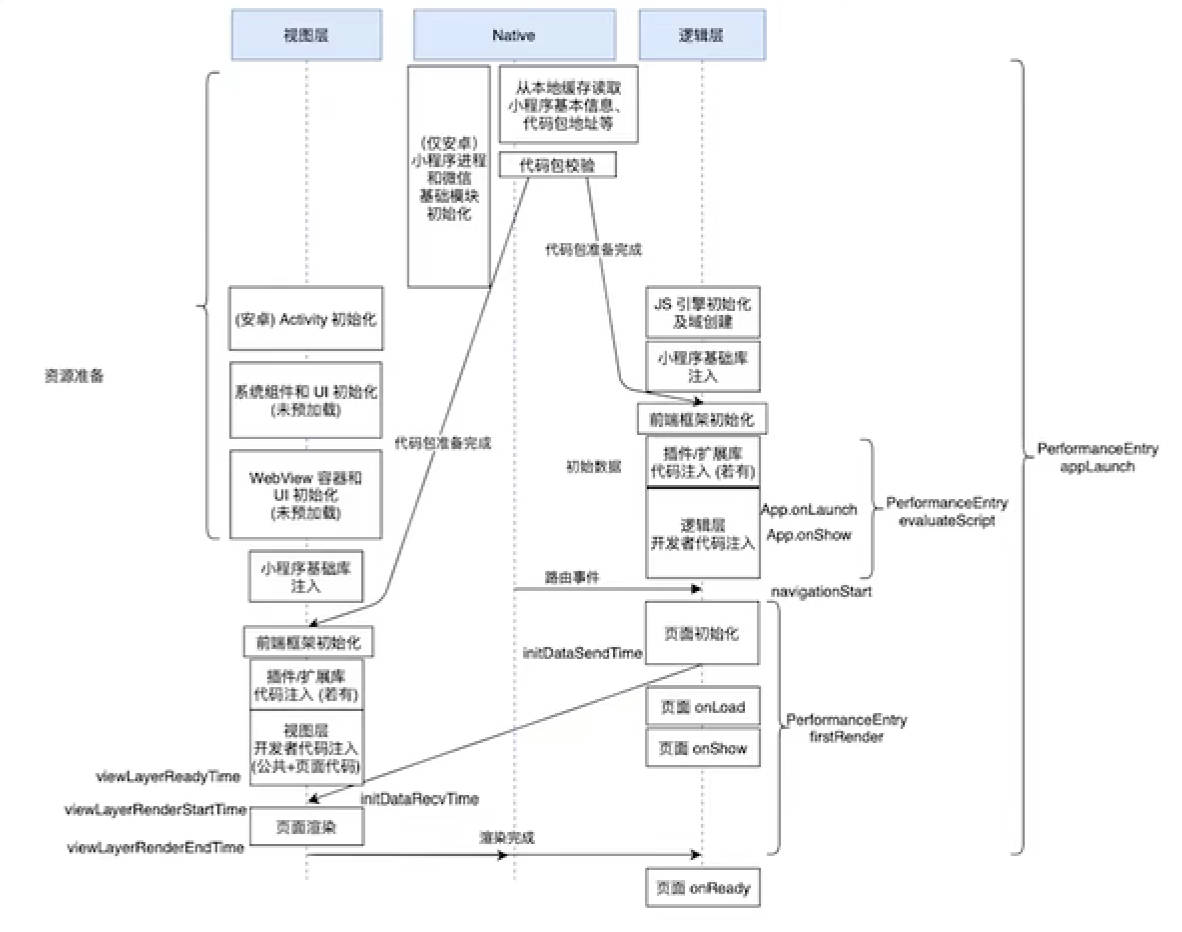 视图层
Native
逻辑层
从本地缓存读取
小程序基本信息、
代码包地址等
(仅安卓)
小程序进程
和微信
基础模块
初始化
代码包校验
代码包准备完成
JS 引擎初始化
及域创建
(安卓) Activity 初始化
小程序基础库
注入
资源准备
系统组件和 UI 初始化
(未预加载)
前端框架初始化
代码包准备完成
初始数据
插件/扩展库
代码注入 (若有)
PerformanceEntry
appLaunch
WebView 容器和
UI 初始化
(未预加载)
逻辑层
开发者代码注入
App.onLaunch
App.onShow
PerformanceEntry
evaluateScript
小程序基础库
注入
路由事件
navigationStart
前端框架初始化
页面初始化
initDataSendTime
插件/扩展库
代码注入 (若有)
页面 onLoad
PerformanceEntry
firstRender
视图层
开发者代码注入
(公共+页面代码)
页面 onShow
viewLayerReadyTime
initDataRecvTime
viewLayerRenderStartTime
页面渲染
渲染完成
viewLayerRenderEndTime
页面 onReady